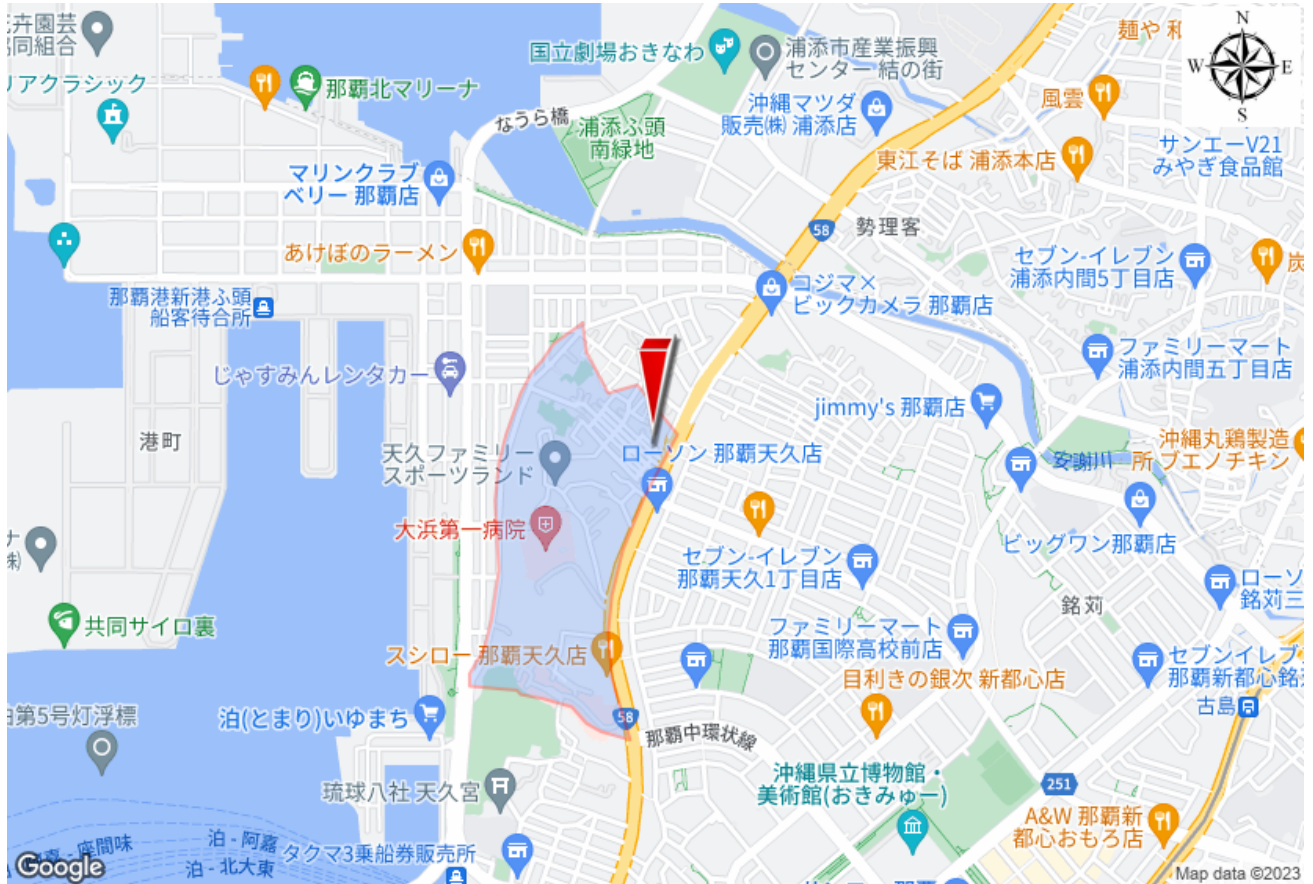 花卉園芸
協同組合
リアクラシック
那覇北マリーナ
国立劇場おきなわ
浦添市産業振興
センター 結の街
麺や 和
N
W
E
S
なうら橋
浦添ふ頭
南緑地
沖縄マツダ
販売㈱ 浦添店
風雲
サンエーV21
みやぎ食品館
東江そば 浦添本店
マリンクラブ
ベリー 那覇店
58
勢理客
あけぼのラーメン
セブン-イレブン
浦添内間5丁目店
炭
那覇港新港ふ頭
船客待合所
コジマ×
ビックカメラ 那覇店
ファミリーマート
浦添内間五丁目店
じゃすみんレンタカー
jimmy's 那覇店
港町
天久ファミリー
スポーツランド
ローソン 那覇天久店
安謝川
沖縄丸鶏製造
所 ブエノチキン
大浜第一病院
ビッグワン那覇店
セブン-イレブン
那覇天久1丁目店
ローソ
銘苅三
銘苅
共同サイロ裏
ファミリーマート
那覇国際高校前店
スシロー 那覇天久店
セブンイレブ
那覇新都心銘
目利きの銀次 新都心店
古島
泊第5号灯浮標
泊(とまり)いゆまち
58
那覇中環状線
沖縄県立博物館・
美術館(おきみゅー)
251
琉球八社 天久宮
A&W 那覇新
都心おもろ店
座間味
泊 - 阿嘉
泊 - 北大東
タクマ3乗船券販売所
Google
Map data ©2023